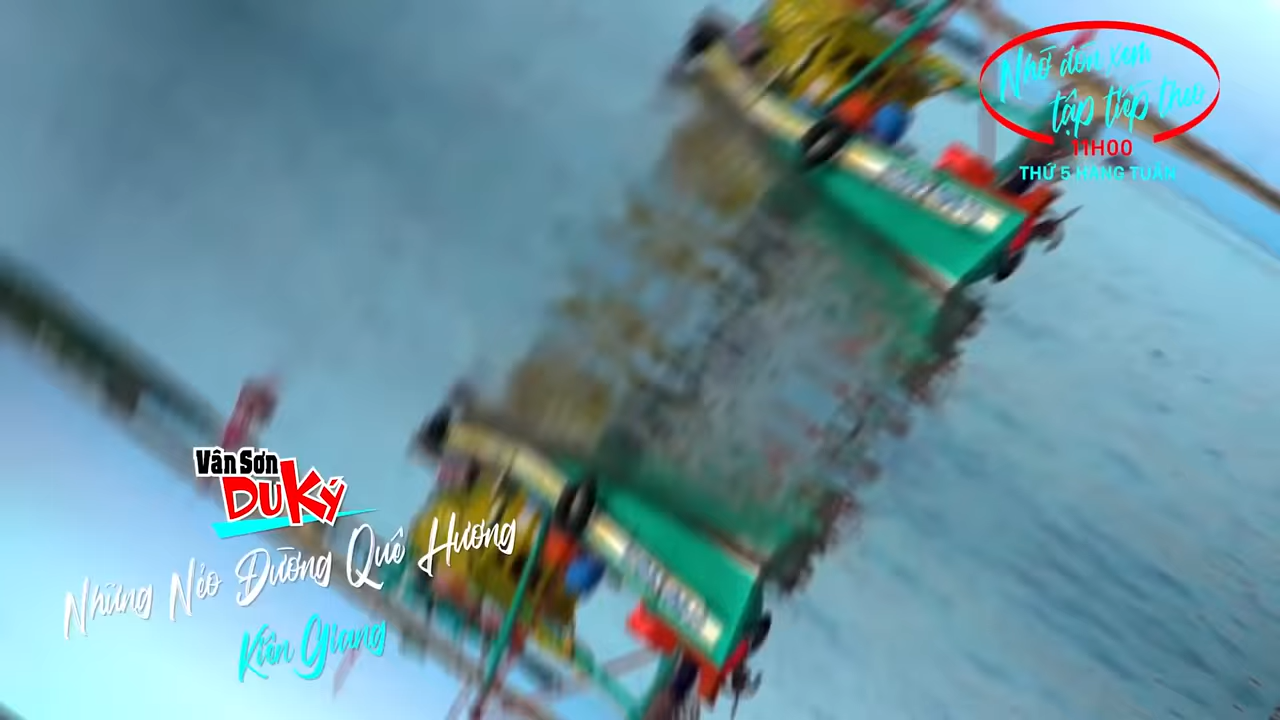 Nhớ đón xem
tập tiếp theo
11H00
THỨ 5 HÀNG TUẦN
Vân Sơn
DU KÝ
Những Nẻo Đường Quê Hương
Kiên Giang